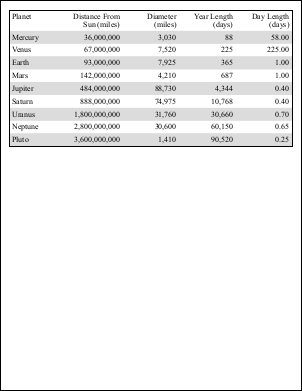 Planet Distance From Diameter Year Length Day Length
Sun (miles) (miles) (days) (days)
Mercury 36,000,000 3,030 88 58.00
Venus 67,000,000 7,520 225 225.00
Earth 93,000,000 7,925 365 1.00
Mars 142,000,000 4,210 687 1.00
Jupiter 484,000,000 88,730 4,344 0.40
Saturn 888,000,000 74,975 10,768 0.40
Uranus 1,800,000,000 31,760 30,660 0.70
Neptune 2,800,000,000 30,600 60,150 0.65
Pluto 3,600,000,000 1,410 90,520 0.25